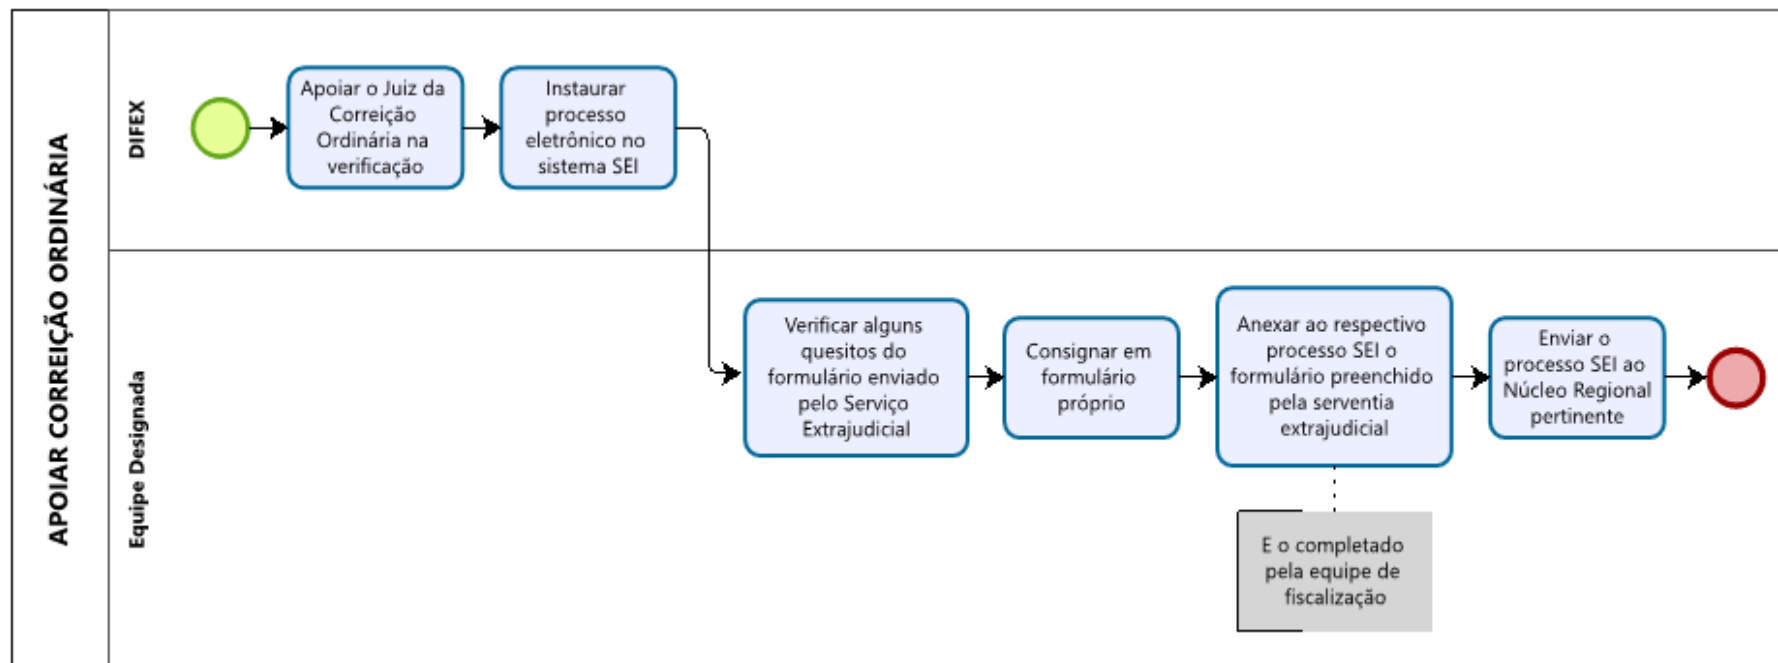 APOIAR CORREIÇÃO ORDINÁRIA
DIFEX
Apoiar o Juiz da
Correição
Ordinária na
verificação
Instaurar
processo
eletrônico no
sistema SEI
Equipe Designada
Verificar alguns
quesitos do
formulário enviado
pelo Serviço
Extrajudicial
Consignar em
formulário
próprio
Anexar ao respectivo
processo SEI o
formulário preenchido
pela serventia
extrajudicial
Enviar o
processo SEI ao
Núcleo Regional
pertinente
E o completado
pela equipe de
fiscalização